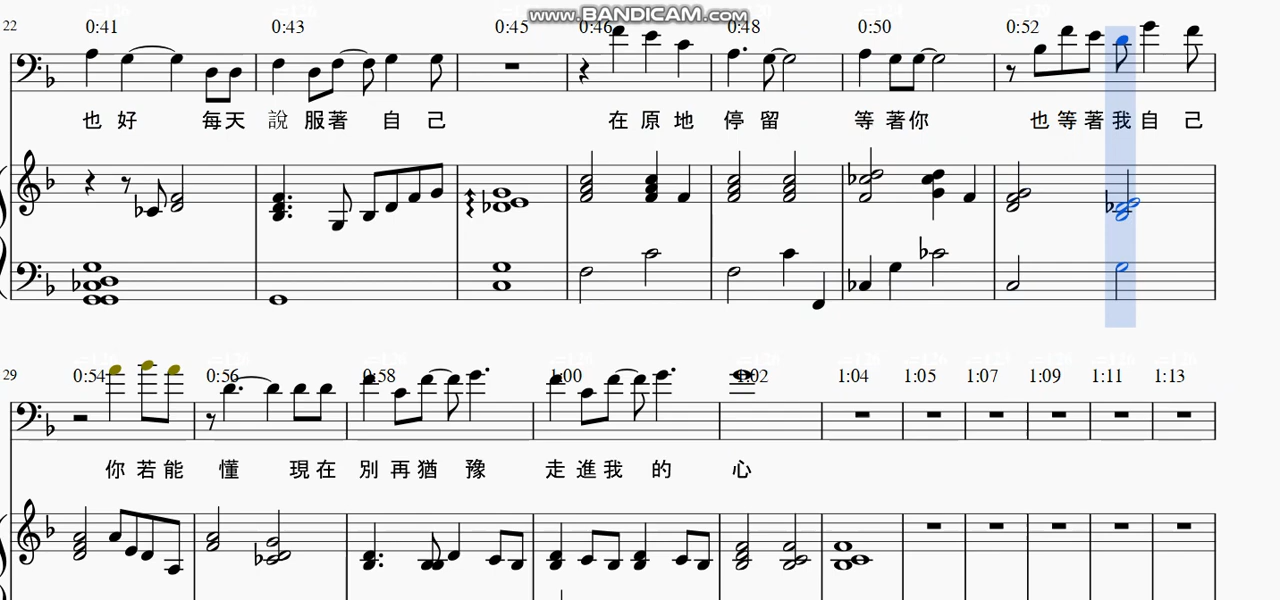 www.BANDICAM.com
22 0:41 0:43 0:45 0:46 0:48 0:50 0:52
也好 每天 說服著自己 在原地停留 等著你 也等著我自己
29 0:54 0:56 0:58 1:00 1:02 1:04 1:05 1:07 1:09 1:11 1:13
你若能懂 現在別再猶豫 走進我的心